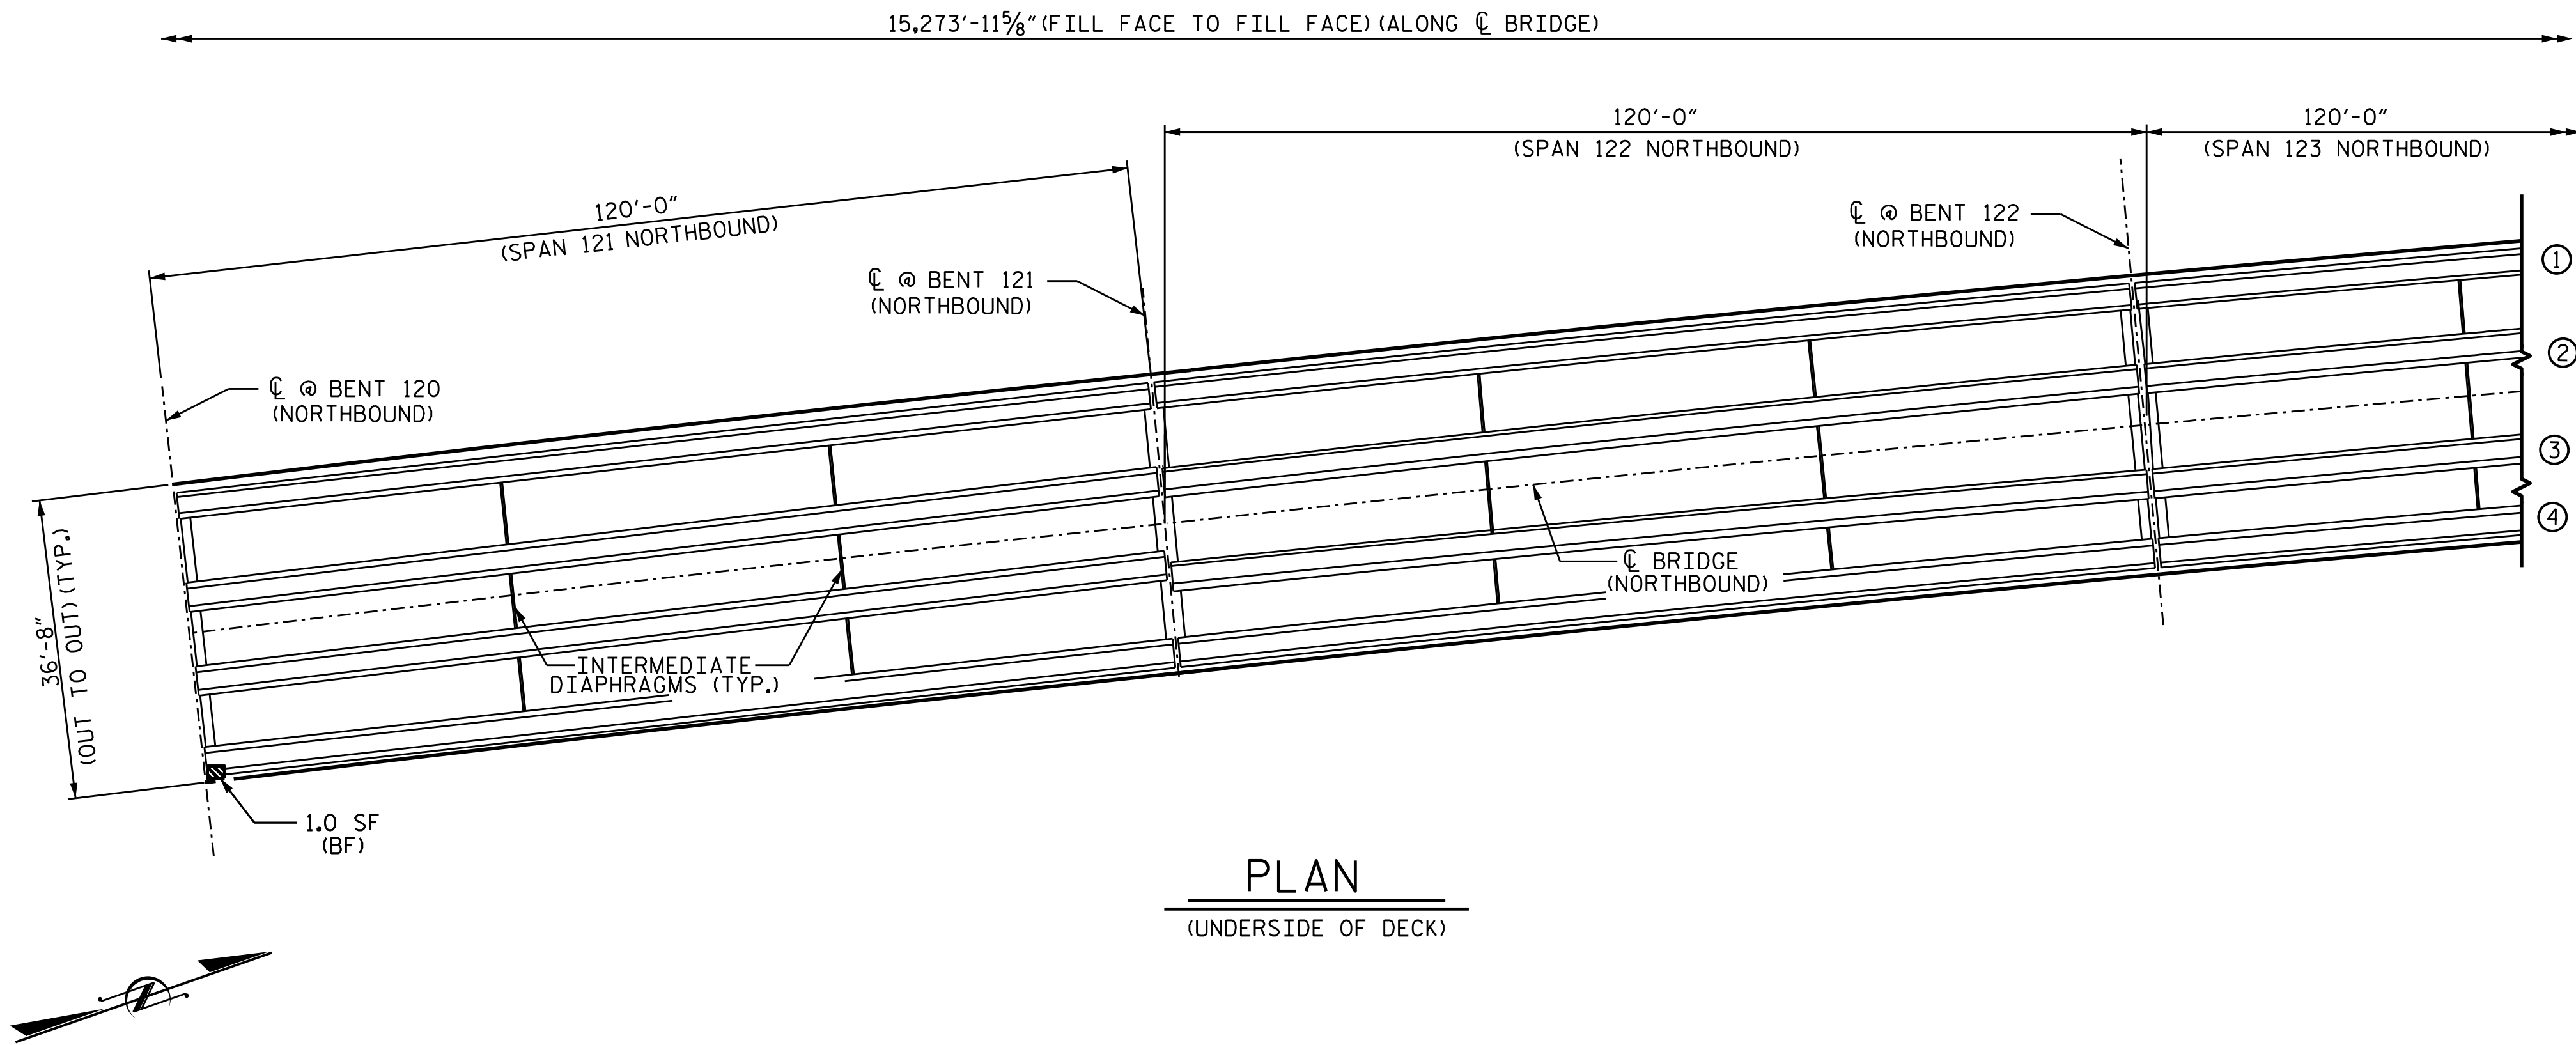 15,273'-11⅝" (FILL FACE TO FILL FACE) (ALONG ℄ BRIDGE)
120'-0"
(SPAN 122 NORTHBOUND)
120'-0"
(SPAN 123 NORTHBOUND)
120'-0"
(SPAN 121 NORTHBOUND)
℄ @ BENT 122
(NORTHBOUND)
℄ @ BENT 121
(NORTHBOUND)
℄ @ BENT 120
(NORTHBOUND)
1
2
3
4
36'-8"
(OUT TO OUT) (TYP.)
℄ BRIDGE
(NORTHBOUND)
INTERMEDIATE
DIAPHRAGMS (TYP.)
1.0 SF
(BF)
PLAN
(UNDERSIDE OF DECK)
N